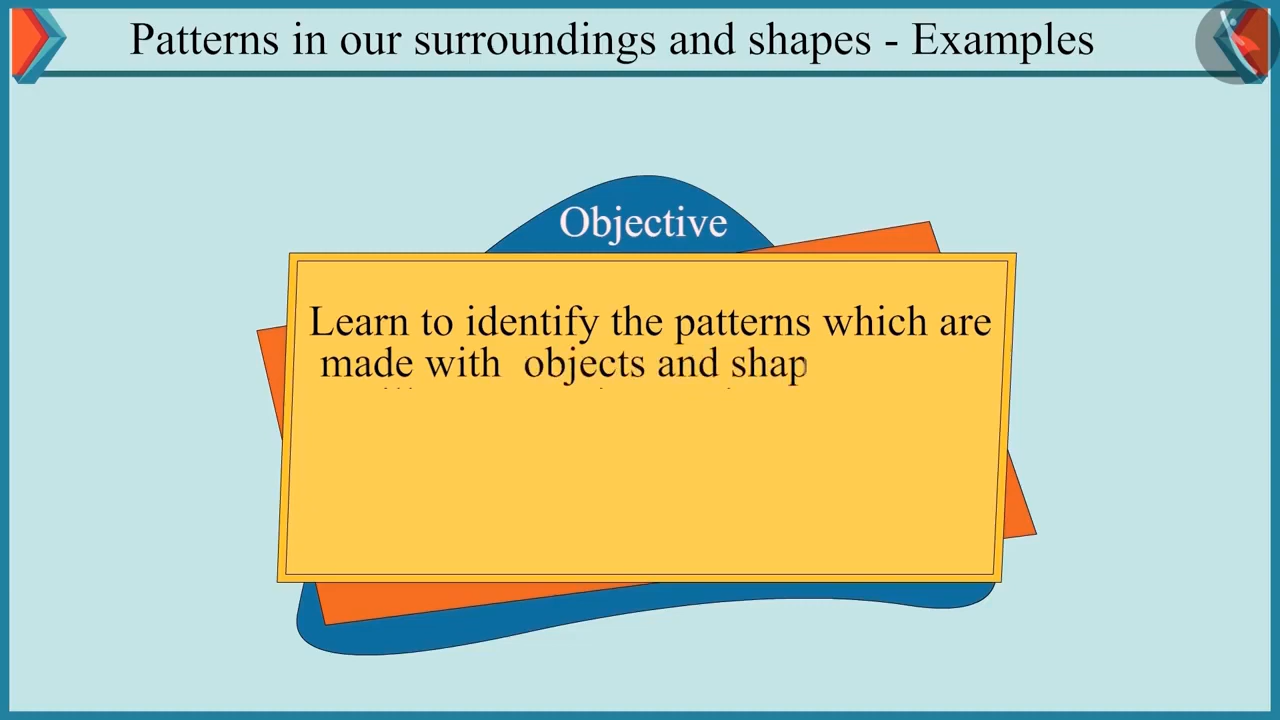 Patterns in our surroundings and shapes - Examples
Objective
Learn to identify the patterns which are
made with objects and shap